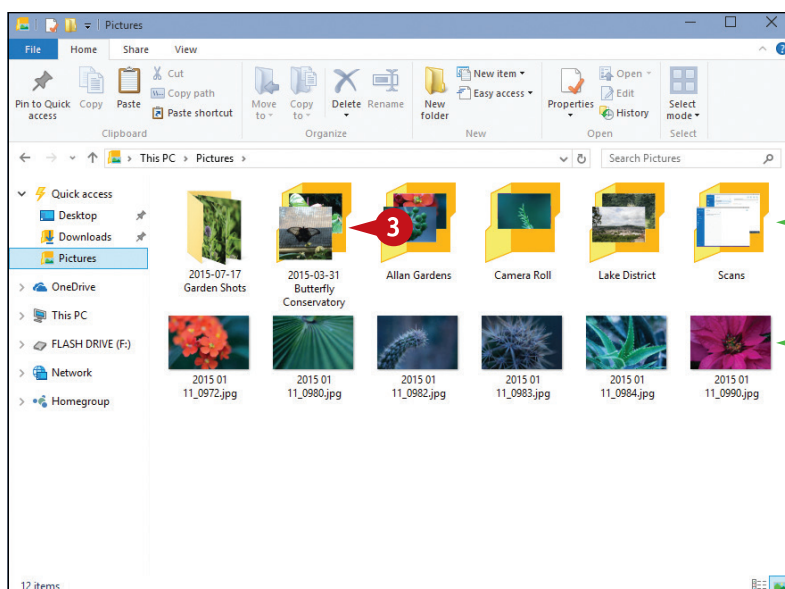 Pictures
File Home Share View
Pin to Quick access
Copy
Paste
Cut
Copy path
Paste shortcut
Clipboard
Move to
Copy to
Delete
Rename
Organize
New folder
New item
Easy access
New
Properties
Open
Edit
History
Open
Select mode
Select
This PC > Pictures >
Search Pictures
Quick access
Desktop
Downloads
Pictures
OneDrive
This PC
FLASH DRIVE (F:)
Network
Homegroup
2015-07-17
Garden Shots
2015-03-31
Butterfly
Conservatory
3
Allan Gardens
Camera Roll
Lake District
Scans
2015 01
11_0972.jpg
2015 01
11_0980.jpg
2015 01
11_0982.jpg
2015 01
11_0983.jpg
2015 01
11_0984.jpg
2015 01
11_0990.jpg
12 items